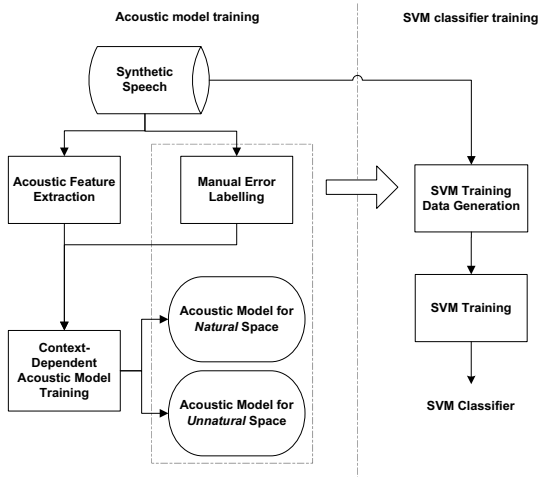 Acoustic model training
SVM classifier training
Synthetic
Speech
Acoustic Feature
Extraction
Manual Error
Labelling
SVM Training
Data Generation
Acoustic Model for
Natural Space
SVM Training
Context-
Dependent
Acoustic Model
Training
Acoustic Model for
Unnatural Space
SVM Classifier